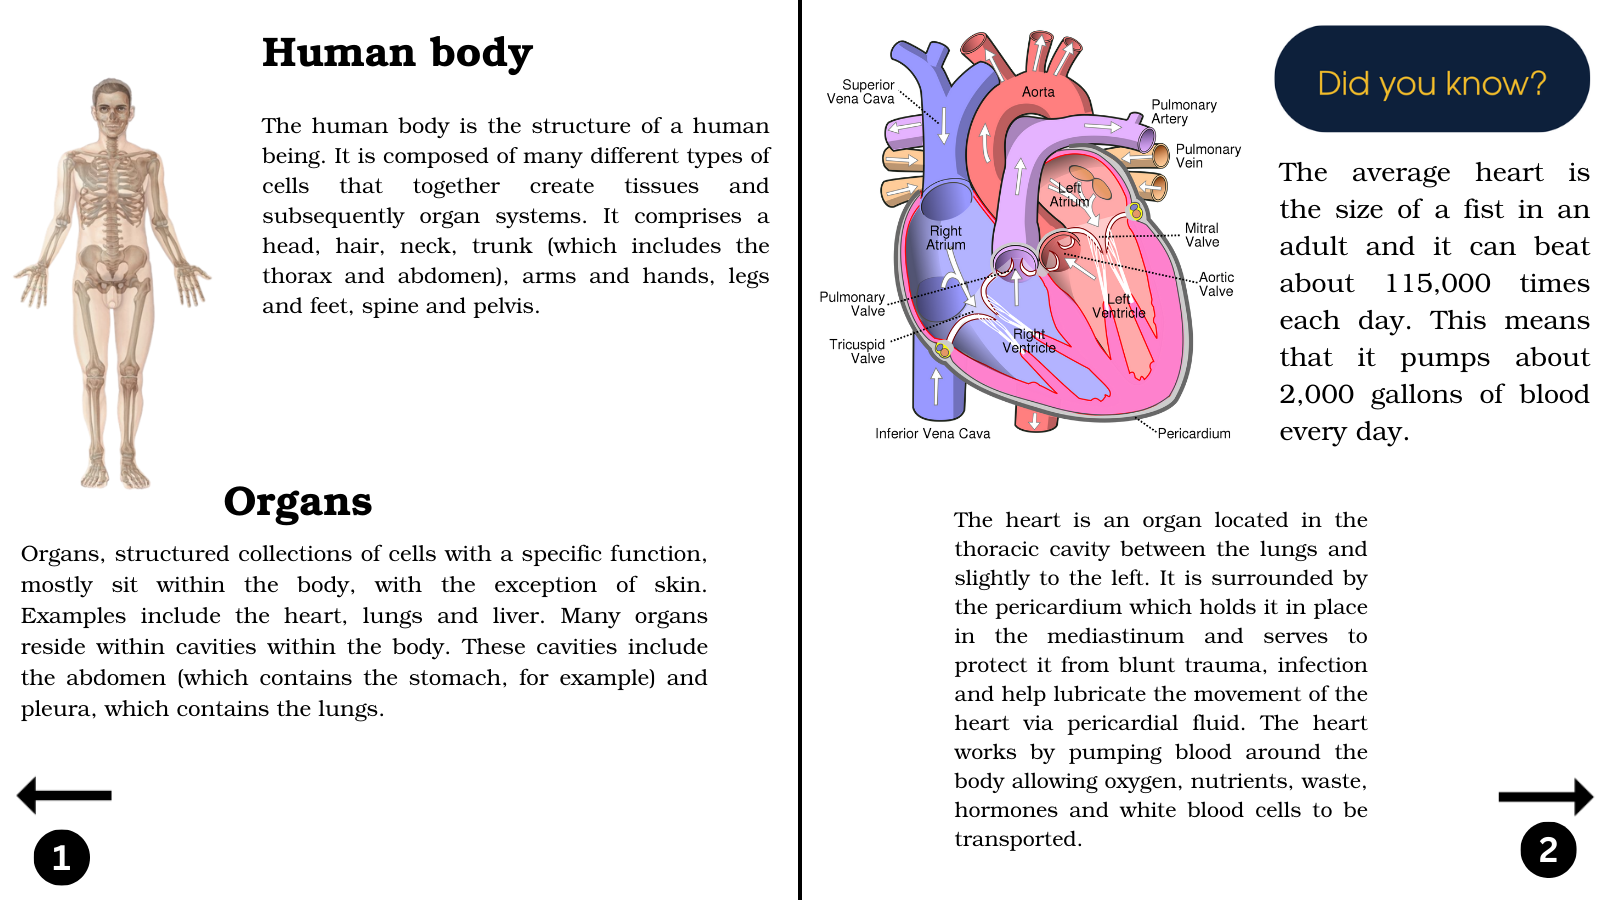 Human body
The human body is the structure of a human
being. It is composed of many different types of
cells that together create tissues and
subsequently organ systems. It comprises a
head, hair, neck, trunk (which includes the
thorax and abdomen), arms and hands, legs
and feet, spine and pelvis.
Organs
Organs, structured collections of cells with a specific function,
mostly sit within the body, with the exception of skin.
Examples include the heart, lungs and liver. Many organs
reside within cavities within the body. These cavities include
the abdomen (which contains the stomach, for example) and
pleura, which contains the lungs.
1
Superior
Vena Cava
Aorta
Pulmonary
Artery
Pulmonary
Vein
Left
Atrium
Right
Atrium
Mitral
Valve
Aortic
Valve
Pulmonary
Valve
Left
Ventricle
Tricuspid
Valve
Right
Ventricle
Inferior Vena Cava
Pericardium
Did you know?
The average heart is
the size of a fist in an
adult and it can beat
about 115,000 times
each day. This means
that it pumps about
2,000 gallons of blood
every day.
The heart is an organ located in the
thoracic cavity between the lungs and
slightly to the left. It is surrounded by
the pericardium which holds it in place
in the mediastinum and serves to
protect it from blunt trauma, infection
and help lubricate the movement of the
heart via pericardial fluid. The heart
works by pumping blood around the
body allowing oxygen, nutrients, waste,
hormones and white blood cells to be
transported.
2